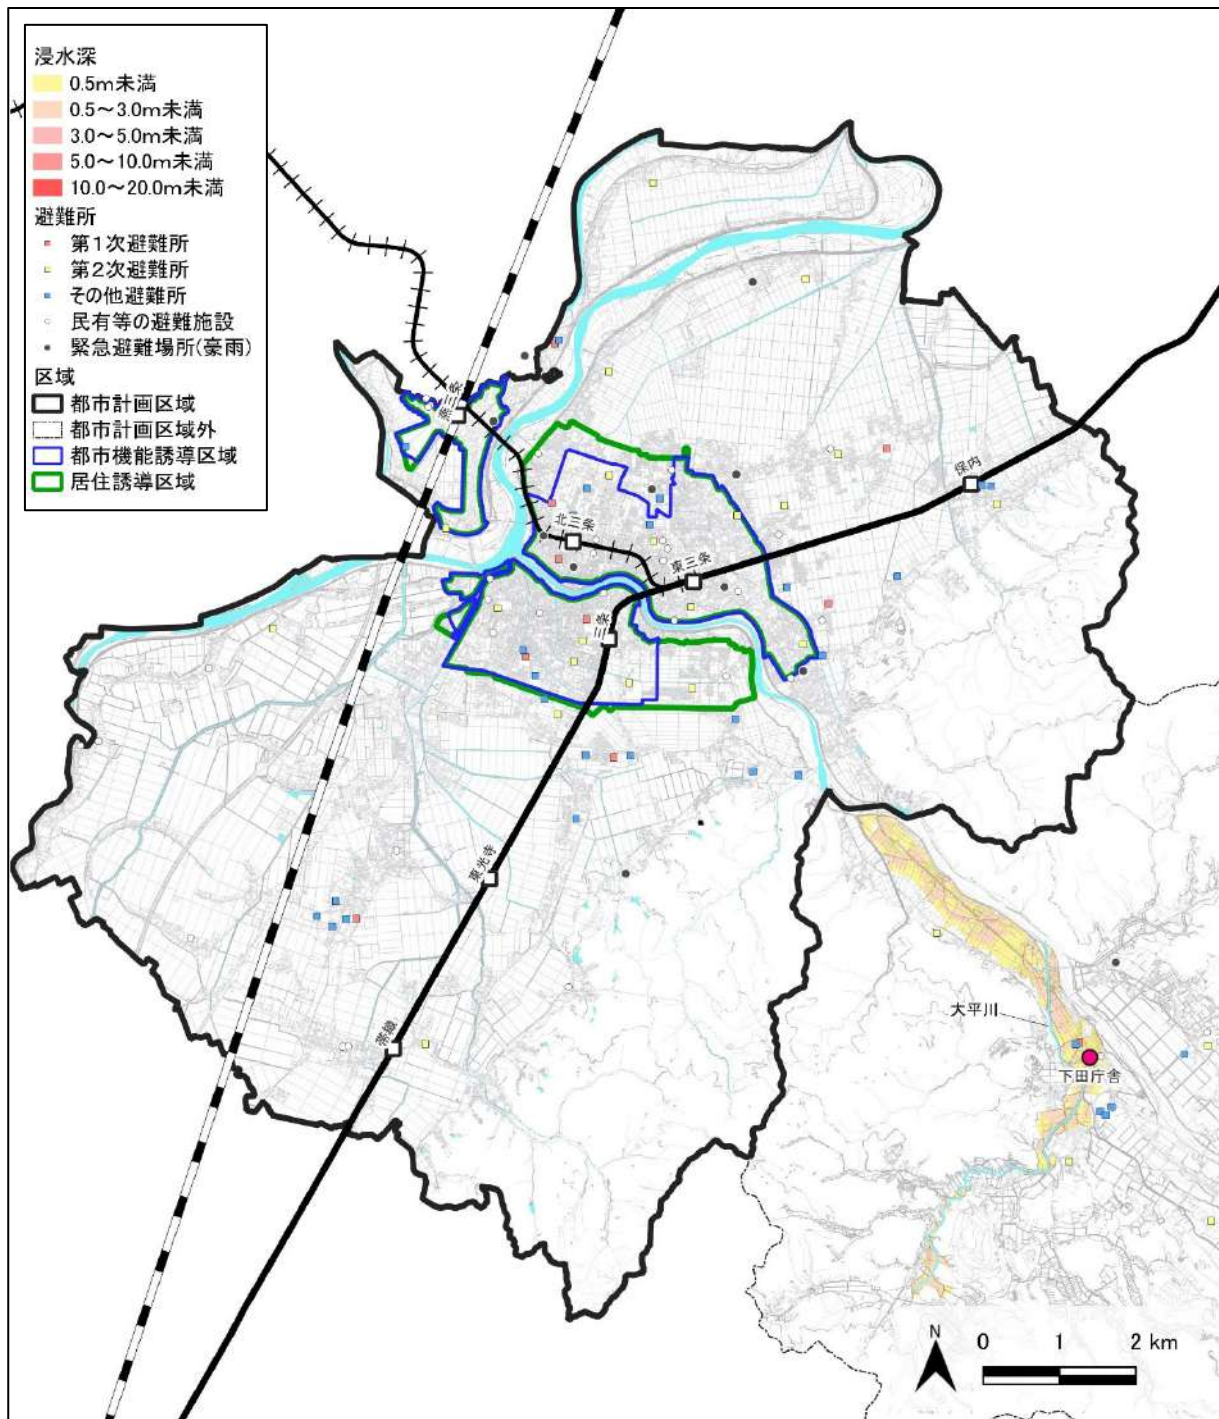 浸水深
0.5m未満
0.5～3.0m未満
3.0～5.0m未満
5.0～10.0m未満
10.0～20.0m未満
避難所
第1次避難所
第2次避難所
その他避難所
民有等の避難施設
緊急避難場所(豪雨)
区域
都市計画区域
都市計画区域外
都市機能誘導区域
居住誘導区域
燕三条
保内
北三条
東三条
三条
東光寺
帯織
大平川
下田庁舎
N
0 1 2 km